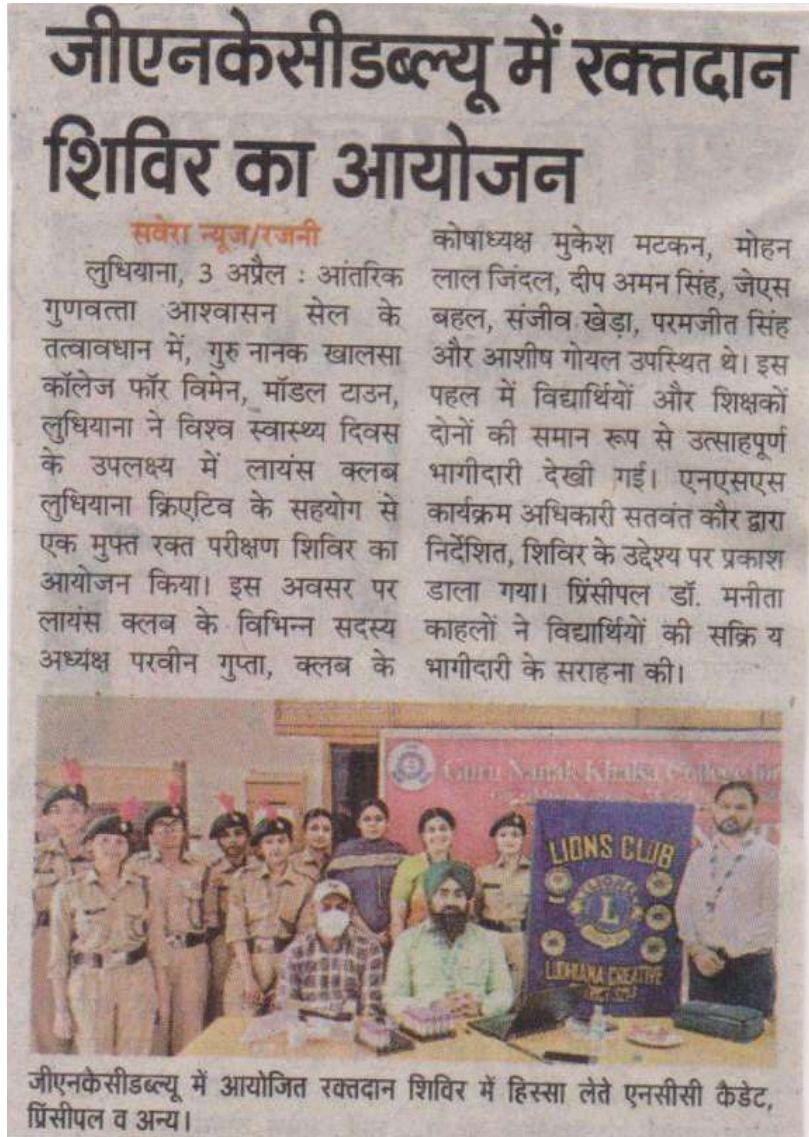 जीएनकेसीडब्ल्यू में रक्तदान
शिविर का आयोजन
सवेरा न्यूज/रजनी
लुधियाना, 3 अप्रैल : आंतरिक
गुणवत्ता आश्वासन सेल के
तत्वावधान में, गुरु नानक खालसा
कॉलेज फॉर विमेन, मॉडल टाउन,
लुधियाना ने विश्व स्वास्थ्य दिवस
के उपलक्ष्य में लायंस क्लब
लुधियाना क्रिएटिव के सहयोग से
एक मुफ्त रक्त परीक्षण शिविर का
आयोजन किया। इस अवसर पर
लायंस क्लब के विभिन्न सदस्य
अध्यक्ष परवीन गुप्ता, क्लब के
कोषाध्यक्ष मुकेश मटकन, मोहन
लाल जिंदल, दीप अमन सिंह, जेएस
बहल, संजीव खेड़ा, परमजीत सिंह
और आशीष गोयल उपस्थित थे। इस
पहल में विद्यार्थियों और शिक्षकों
दोनों की समान रूप से उत्साहपूर्ण
भागीदारी देखी गई। एनएसएस
कार्यक्रम अधिकारी सतवंत कौर द्वारा
निर्देशित, शिविर के उद्देश्य पर प्रकाश
डाला गया। प्रिंसीपल डॉ. मनीता
काहलों ने विद्यार्थियों की सक्रि य
भागीदारी के सराहना की।
Guru Nanak Khalsa College for
LIONS CLUB
LIONS
L
LUDHIANA CREATIVE
जीएनकेसीडब्ल्यू में आयोजित रक्तदान शिविर में हिस्सा लेते एनसीसी कैडेट,
प्रिंसीपल व अन्य।